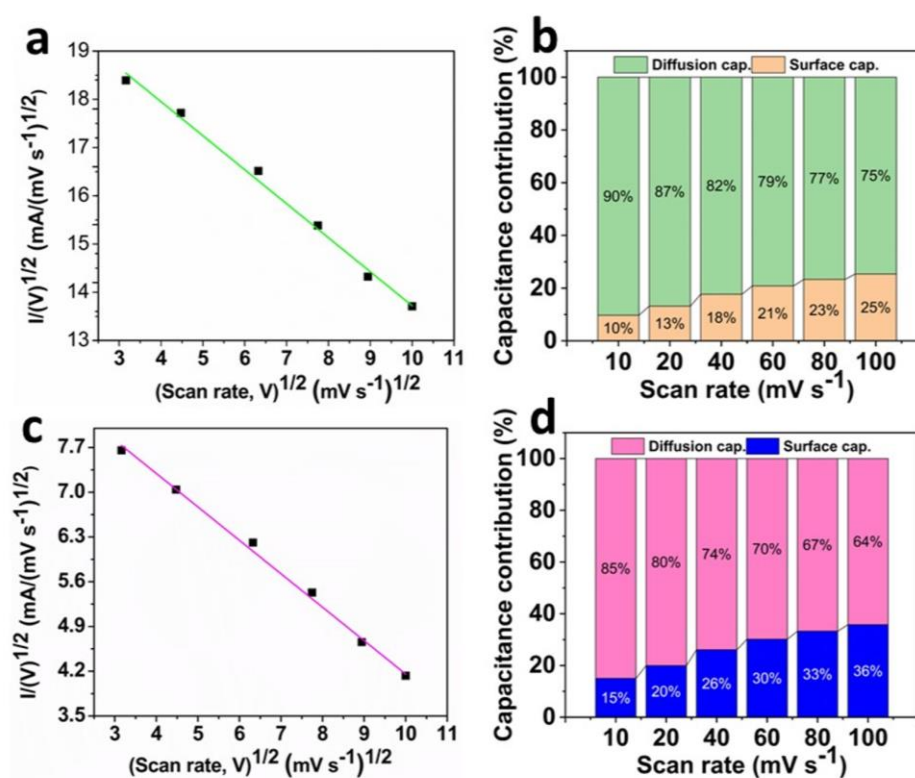 a
I/(V)^1/2 (mA/(mV s^-1)^1/2)
19
18
16
15
13
3 4 5 6 7 8 9 10 11
(Scan rate, V)^1/2 (mV s^-1)^1/2
b
Capacitance contribution (%)
Diffusion cap. Surface cap.
100
80
60
40
20
0
90% 87% 82% 79% 77% 75%
10% 13% 18% 21% 23% 25%
10 20 40 60 80 100
Scan rate (mV s^-1)
c
I/(V)^1/2 (mA/(mV s^-1)^1/2)
7.7
7.0
6.3
5.6
4.9
4.2
3.5
3 4 5 6 7 8 9 10 11
(Scan rate, V)^1/2 (mV s^-1)^1/2
d
Capacitance contribution (%)
Diffusion cap. Surface cap.
100
80
60
40
20
0
85% 80% 74% 70% 67% 64%
15% 20% 26% 30% 33% 36%
10 20 40 60 80 100
Scan rate (mV s^-1)